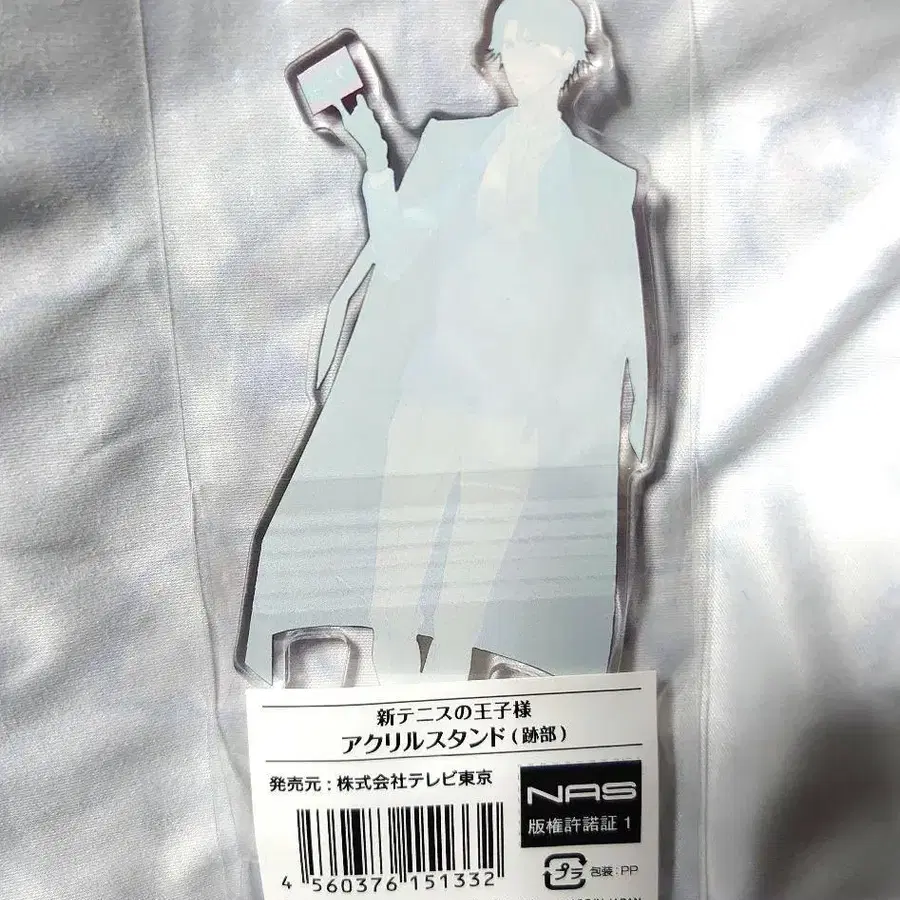 新テニスの王子様
アクリルスタンド(跡部)
発売元:株式会社テレビ東京
NAS
版権許諾証 1
4 560376 151332
プラ 包装:PP